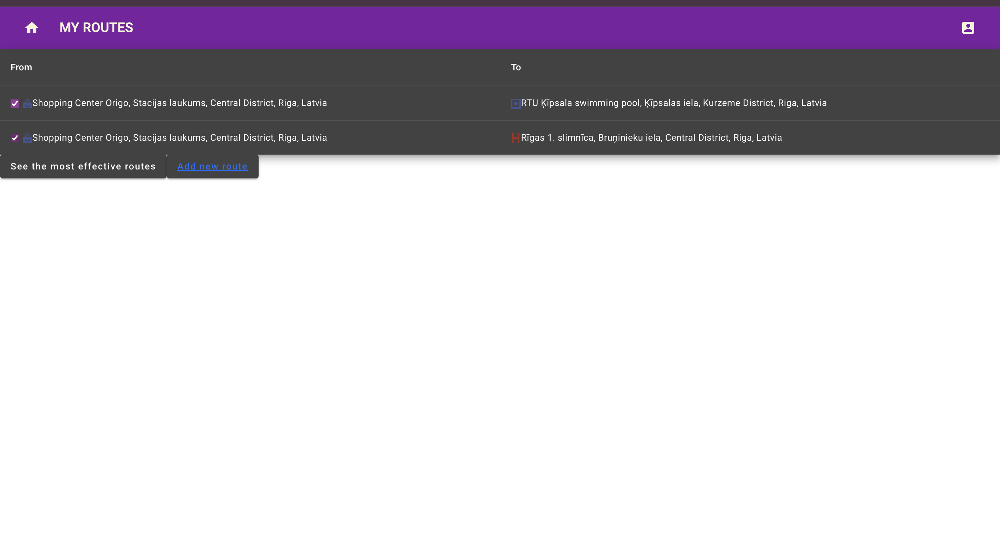 MY ROUTES
From To
Shopping Center Origo, Stacijas laukums, Central District, Riga, Latvia RTU Ķīpsala swimming pool, Ķīpsalas iela, Kurzeme District, Riga, Latvia
Shopping Center Origo, Stacijas laukums, Central District, Riga, Latvia H Rīgas 1. slimnīca, Bruņinieku iela, Central District, Riga, Latvia
See the most effective routes Add new route